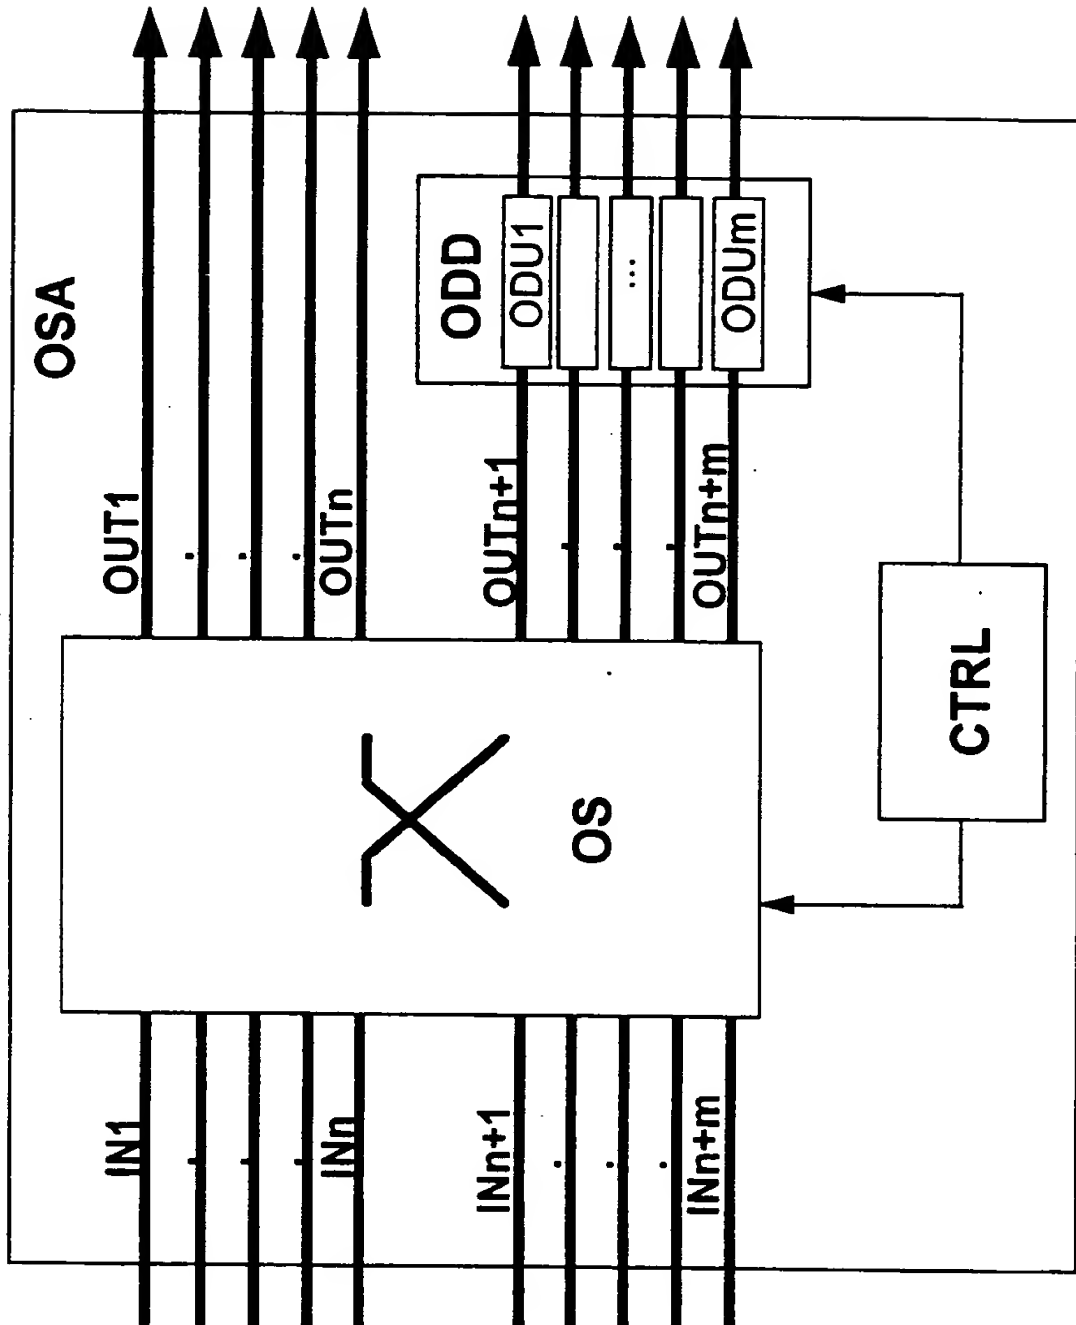 OSA
OUT1
OUTn
OUTn+1
OUTn+m
ODD
ODU1
...
ODUm
OS
CTRL
IN1
INn
INn+1
INn+m